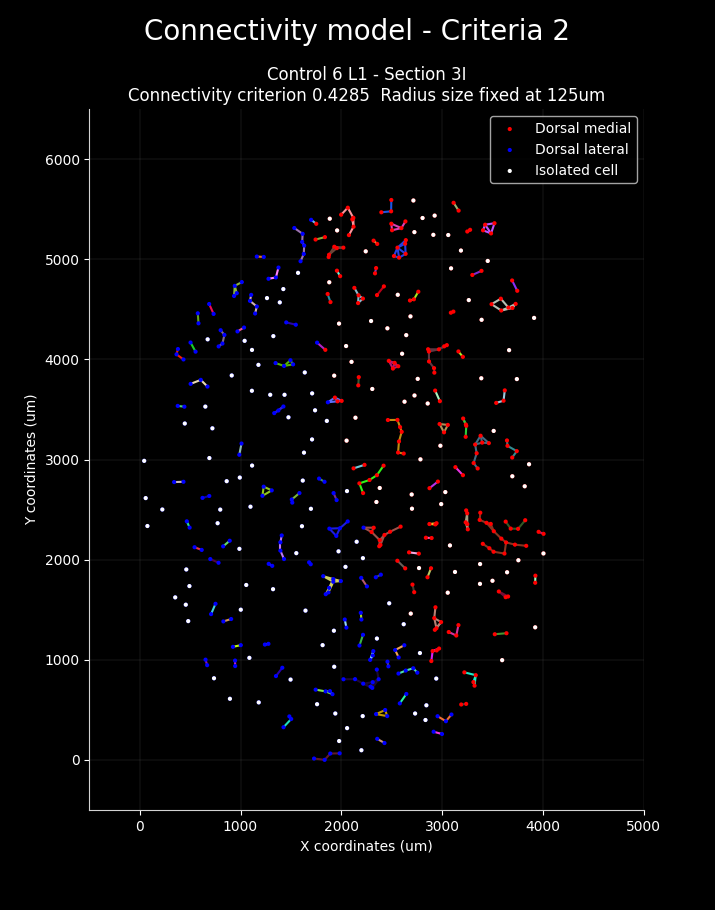 Connectivity model - Criteria 2
Control 6 L1 - Section 3I
Connectivity criterion 0.4285  Radius size fixed at 125um
Dorsal medial
Dorsal lateral
Isolated cell
6000
5000
4000
3000
2000
1000
0
Y coordinates (um)
0 1000 2000 3000 4000 5000
X coordinates (um)